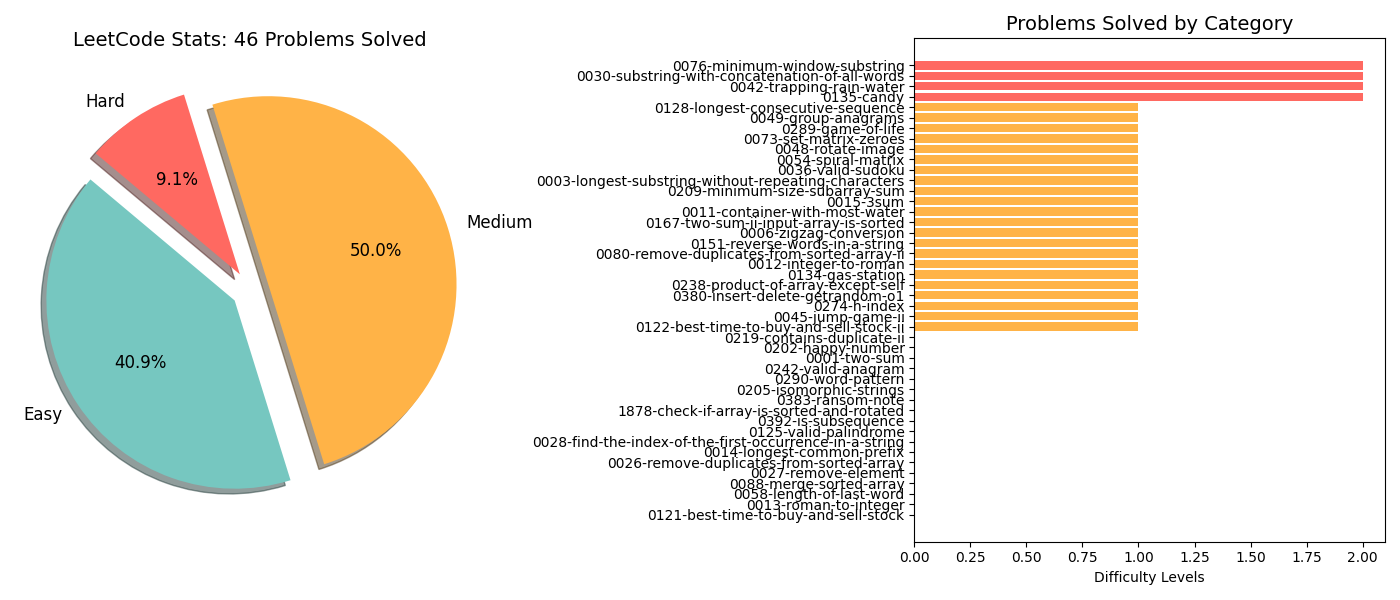 LeetCode Stats: 46 Problems Solved
Hard
9.1%
Medium
50.0%
40.9%
Easy
Problems Solved by Category
0076-minimum-window-substring
0030-substring-with-concatenation-of-all-words
0042-trapping-rain-water
0135-candy
0128-longest-consecutive-sequence
0049-group-anagrams
0289-game-of-life
0073-set-matrix-zeroes
0048-rotate-image
0054-spiral-matrix
0036-valid-sudoku
0003-longest-substring-without-repeating-characters
0209-minimum-size-subarray-sum
0015-3sum
0011-container-with-most-water
0167-two-sum-ii-input-array-is-sorted
0006-zigzag-conversion
0151-reverse-words-in-a-string
0080-remove-duplicates-from-sorted-array-ii
0012-integer-to-roman
0134-gas-station
0238-product-of-array-except-self
0380-insert-delete-getrandom-o1
0274-h-index
0045-jump-game-ii
0122-best-time-to-buy-and-sell-stock-ii
0219-contains-duplicate-ii
0202-happy-number
0001-two-sum
0242-valid-anagram
0290-word-pattern
0205-isomorphic-strings
0383-ransom-note
1878-check-if-array-is-sorted-and-rotated
0392-is-subsequence
0125-valid-palindrome
0028-find-the-index-of-the-first-occurrence-in-a-string
0014-longest-common-prefix
0026-remove-duplicates-from-sorted-array
0027-remove-element
0088-merge-sorted-array
0058-length-of-last-word
0013-roman-to-integer
0121-best-time-to-buy-and-sell-stock
0.00 0.25 0.50 0.75 1.00 1.25 1.50 1.75 2.00
Difficulty Levels